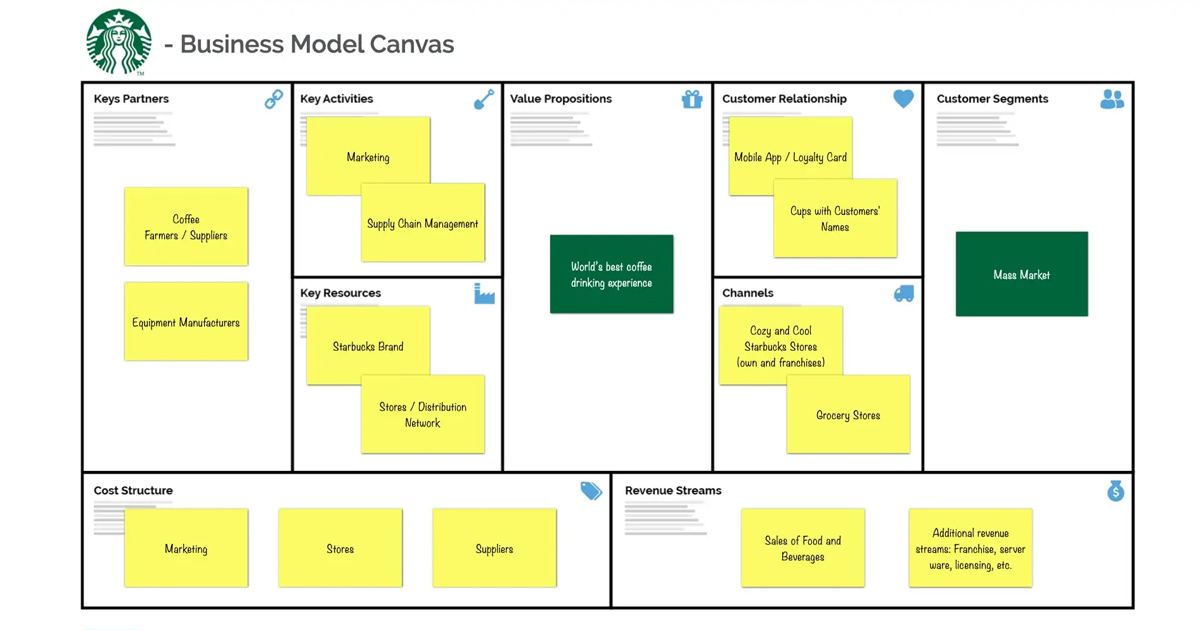 - Business Model Canvas
TM
Keys Partners
Coffee
Farmers / Suppliers
Equipment Manufacturers
Key Activities
Marketing
Supply Chain Management
Key Resources
Starbucks Brand
Stores / Distribution
Network
Value Propositions
World's best coffee
drinking experience
Customer Relationship
Mobile App / Loyalty Card
Cups with Customers'
Names
Channels
Cozy and Cool
Starbucks Stores
(own and franchises)
Grocery Stores
Customer Segments
Mass Market
Cost Structure
Marketing
Stores
Suppliers
Revenue Streams
$
Sales of Food and
Beverages
Additional revenue
streams: Franchise, server
ware, licensing, etc.